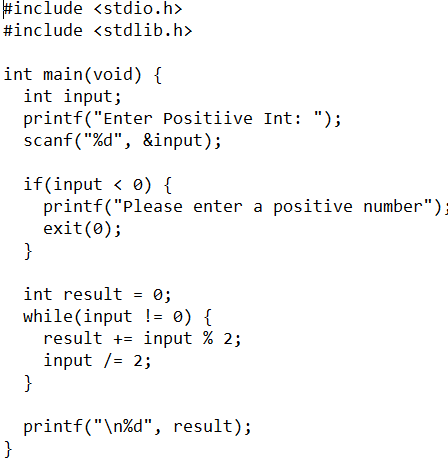 #include <stdio.h>
#include <stdlib.h>

int main(void) {
  int input;
  printf("Enter Positiive Int: ");
  scanf("%d", &input);

  if(input < 0) {
    printf("Please enter a positive number");
    exit(0);
  }

  int result = 0;
  while(input != 0) {
    result += input % 2;
    input /= 2;
  }

  printf("\n%d", result);
}